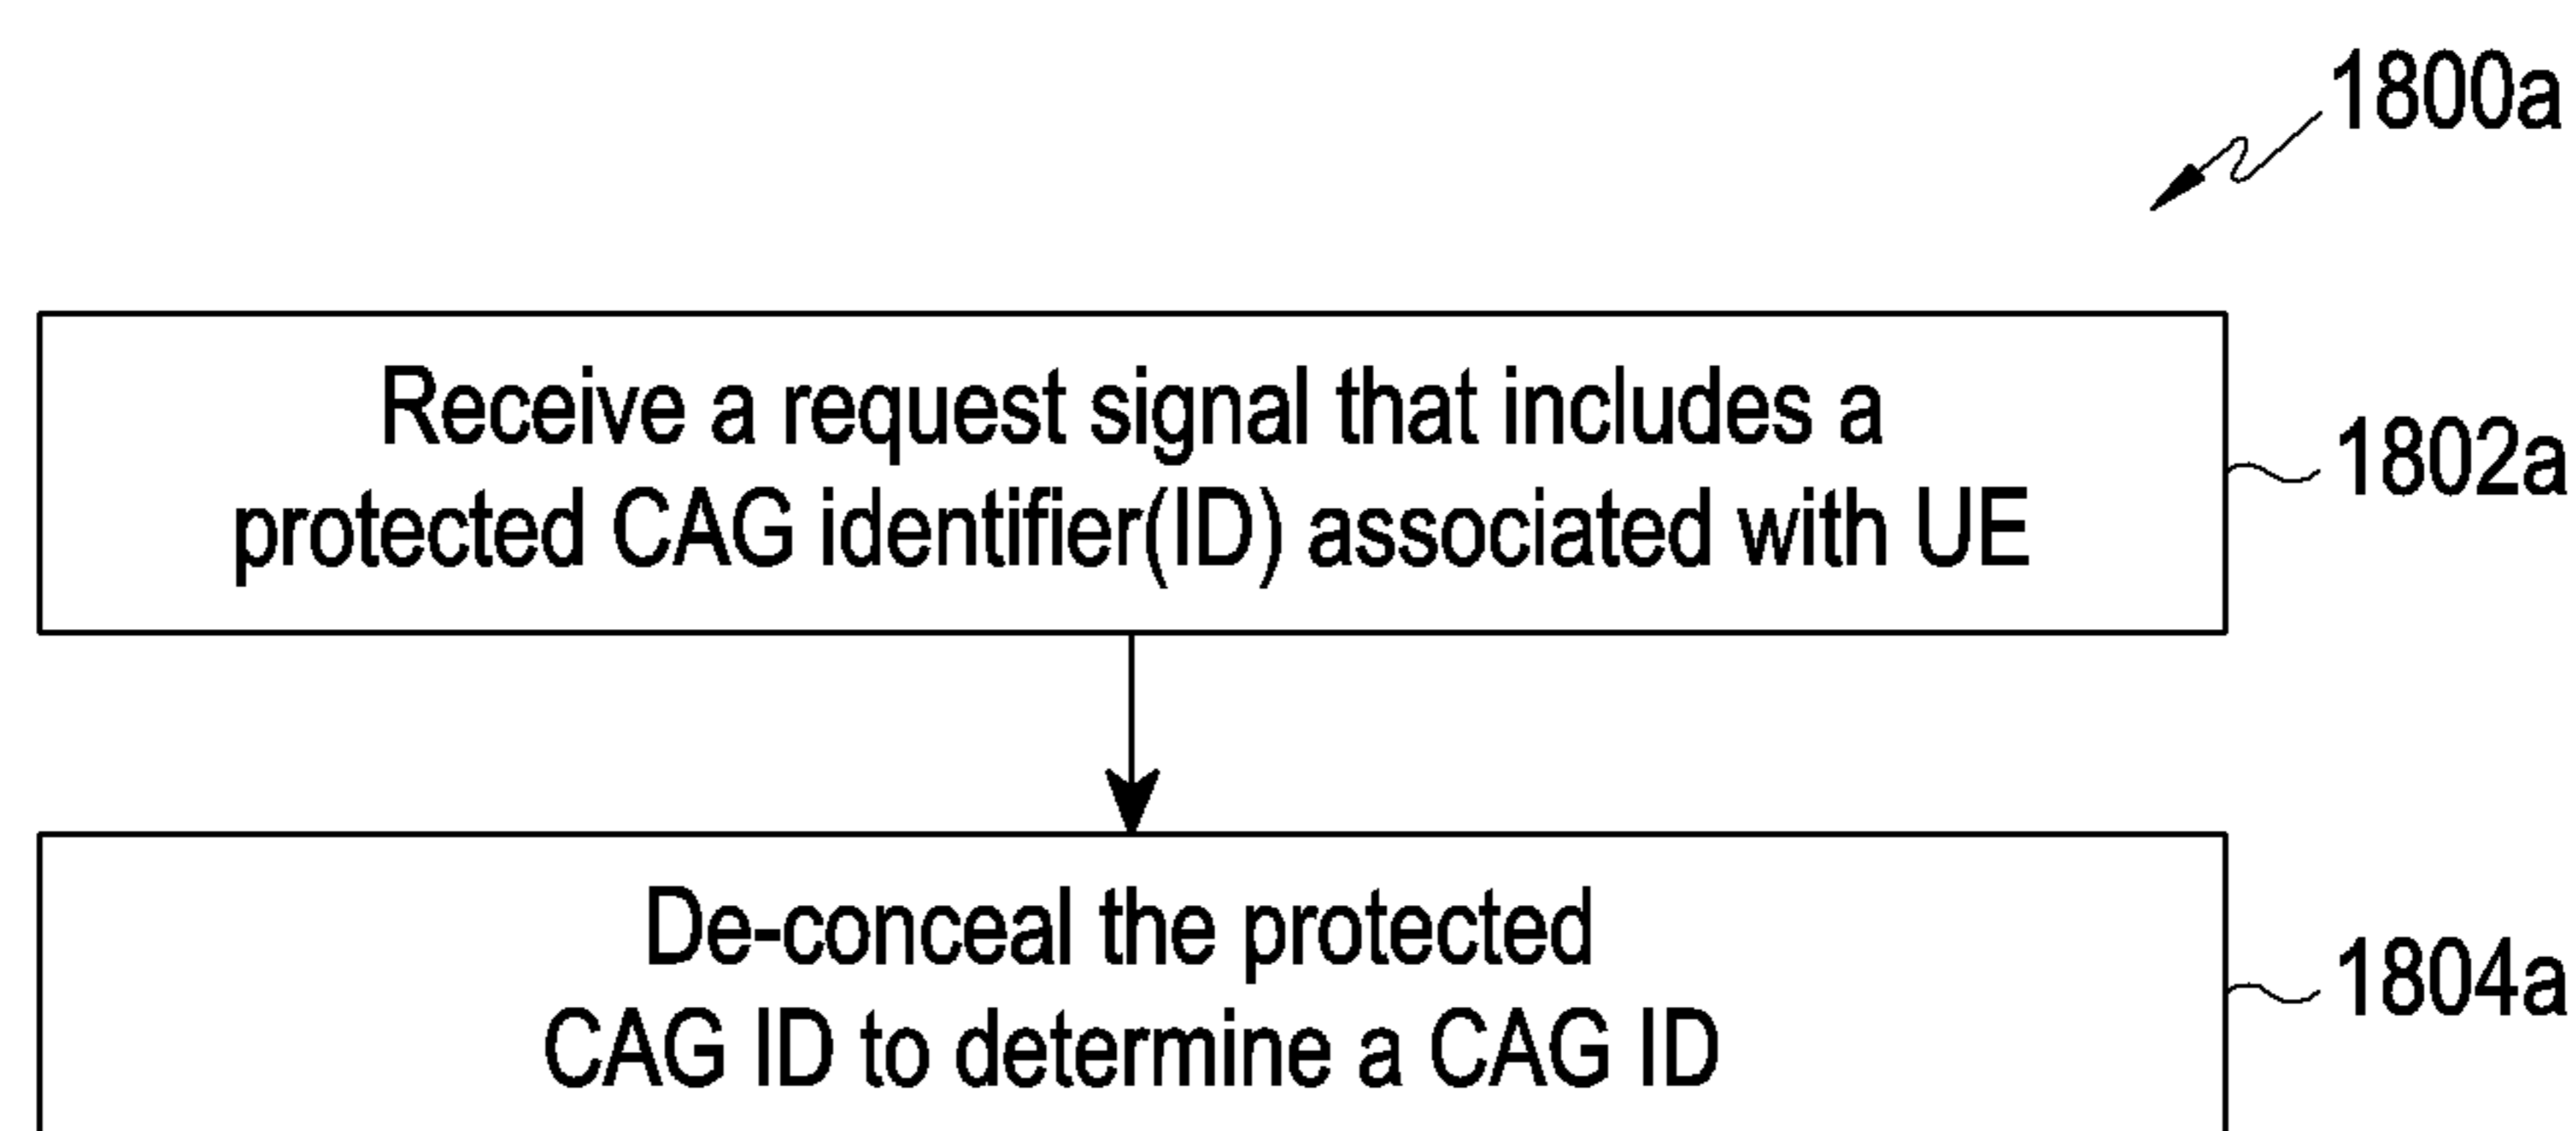 1800a
Receive a request signal that includes a
protected CAG identifier(ID) associated with UE
1802a
De-conceal the protected
CAG ID to determine a CAG ID
1804a